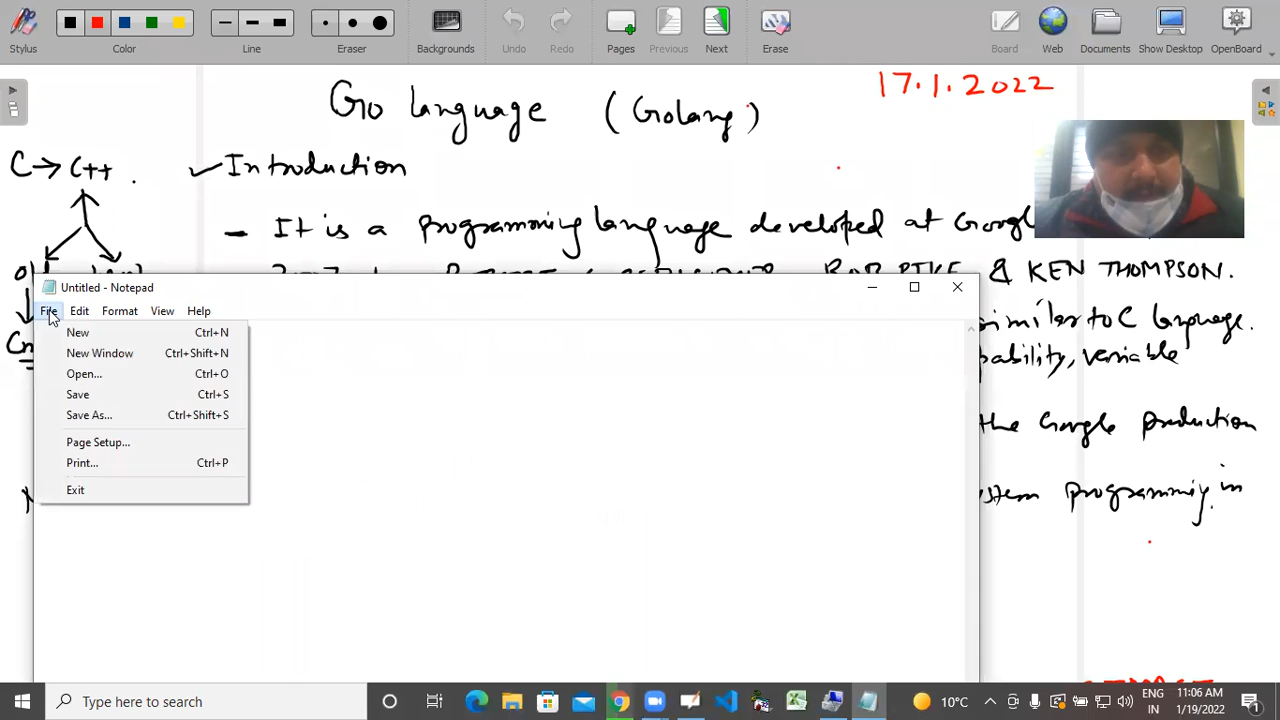 Stylus
Color
Line
Eraser
Backgrounds
Undo
Redo
Pages
Previous
Next
Erase
Board
Web
Documents
Show Desktop
OpenBoard
17.1.2022
Go language (Golang)
C → C++ .
✓ Introduction
- It is a programming language developed at Google
& KEN THOMPSON.
Untitled - Notepad
File Edit Format View Help
similar to C language.
New Ctrl+N
New Window Ctrl+Shift+N
pability, variable
Open... Ctrl+O
Save Ctrl+S
Save As... Ctrl+Shift+S
the Google production
Page Setup...
Print... Ctrl+P
Exit
stem programming in
Type here to search
10°C
ENG
IN
11:06 AM
1/19/2022
1